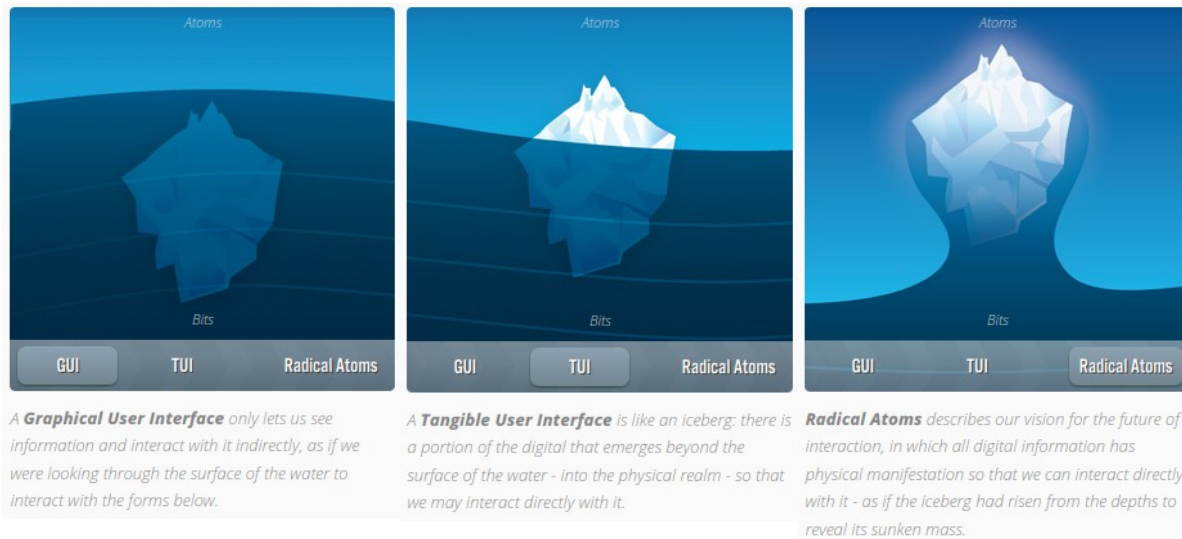 Atoms
Bits
GUI TUI Radical Atoms
A Graphical User Interface only lets us see
information and interact with it indirectly, as if we
were looking through the surface of the water to
interact with the forms below.
Atoms
Bits
GUI TUI Radical Atoms
A Tangible User Interface is like an iceberg: there is
a portion of the digital that emerges beyond the
surface of the water - into the physical realm - so that
we may interact directly with it.
Atoms
Bits
GUI TUI Radical Atoms
Radical Atoms describes our vision for the future of
interaction, in which all digital information has
physical manifestation so that we can interact directly
with it - as if the iceberg had risen from the depths to
reveal its sunken mass.